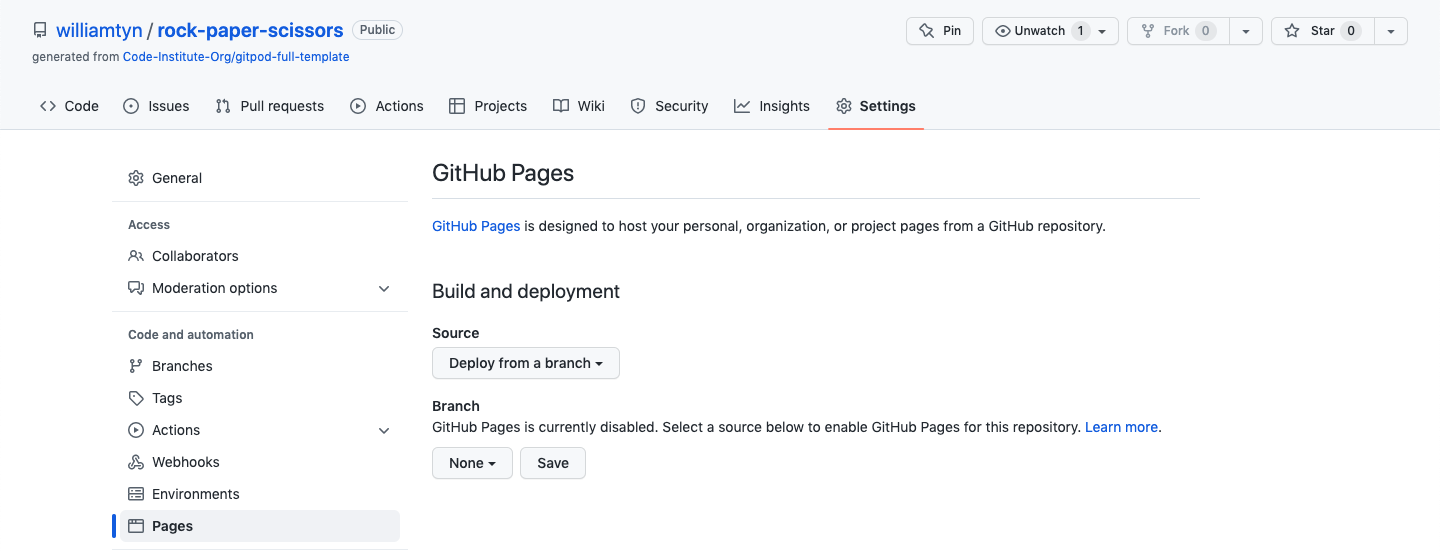 williamtyn / rock-paper-scissors Public
Pin Unwatch 1 Fork 0 Star 0
generated from Code-Institute-Org/gitpod-full-template
Code Issues Pull requests Actions Projects Wiki Security Insights Settings
General
Access
Collaborators
Moderation options
Code and automation
Branches
Tags
Actions
Webhooks
Environments
Pages
GitHub Pages
GitHub Pages is designed to host your personal, organization, or project pages from a GitHub repository.
Build and deployment
Source
Deploy from a branch
Branch
GitHub Pages is currently disabled. Select a source below to enable GitHub Pages for this repository. Learn more.
None Save